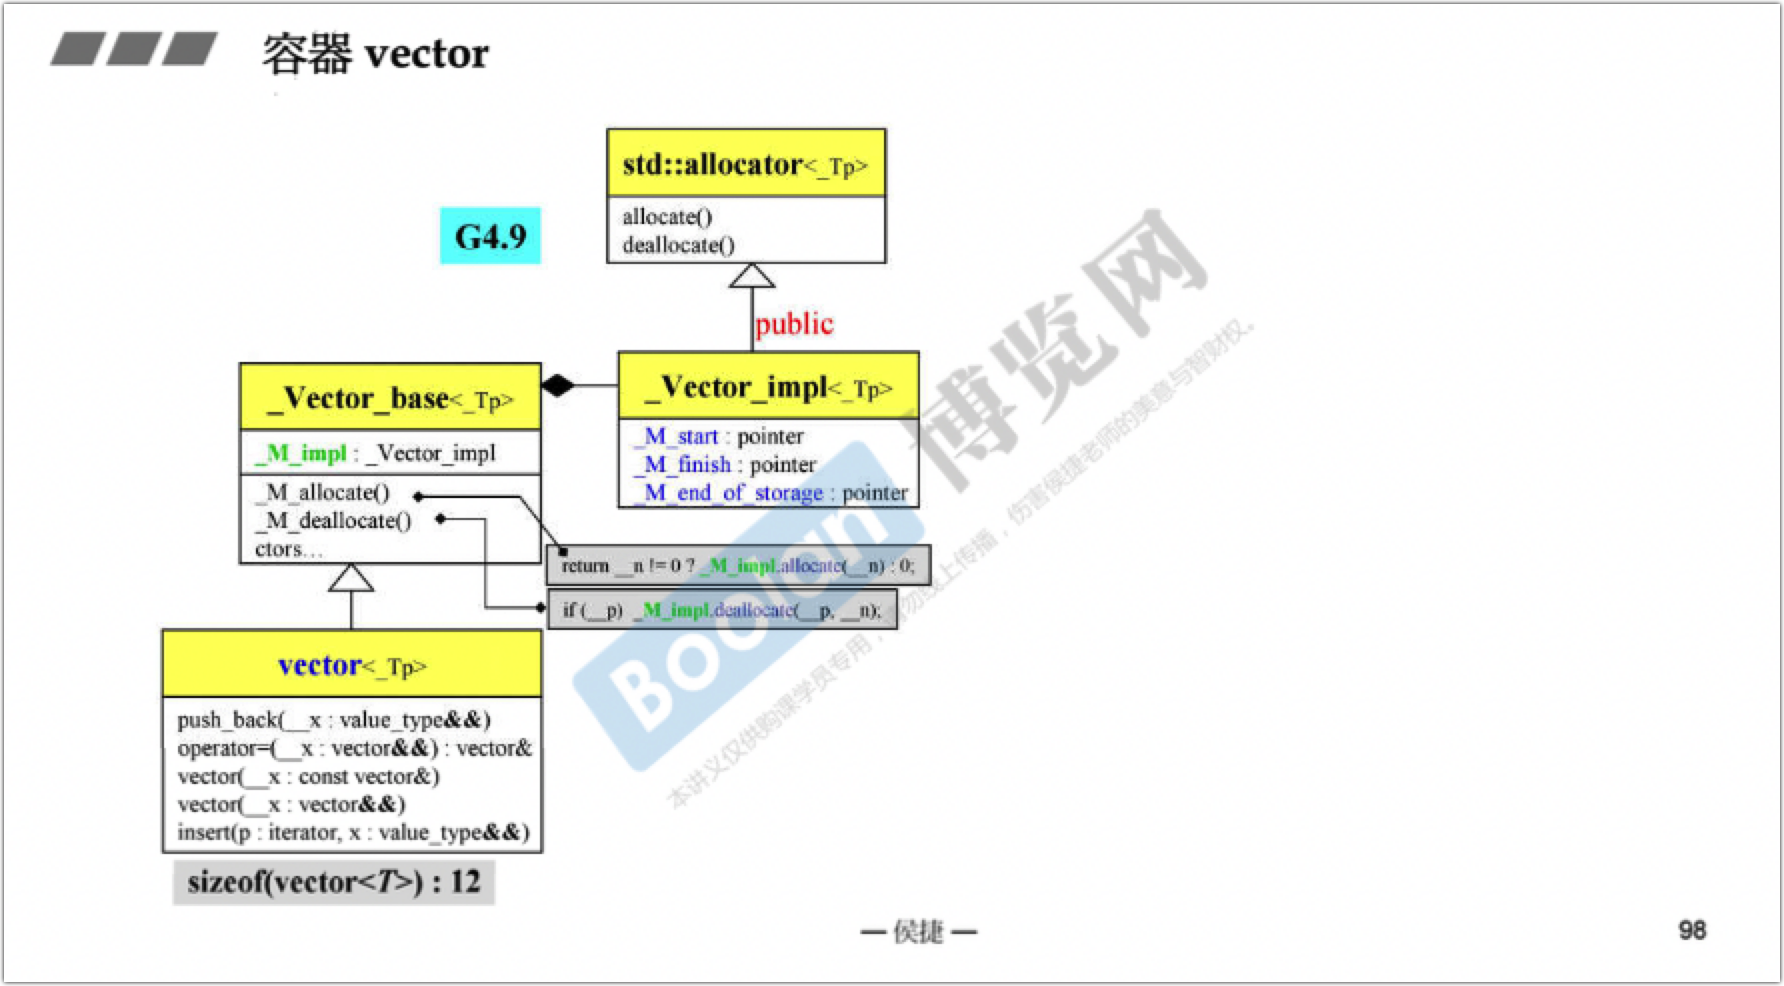 容器 vector
std::allocator<_Tp>
allocate()
deallocate()
G4.9
public
_Vector_base<_Tp>
_M_impl : _Vector_impl
_M_allocate()
_M_deallocate()
ctors...
_Vector_impl<_Tp>
_M_start : pointer
_M_finish : pointer
_M_end_of_storage : pointer
return __n != 0 ? _M_impl.allocate(__n) : 0;
if (__p) _M_impl.deallocate(__p, __n);
vector<_Tp>
push_back(__x : value_type&&)
operator=(__x : vector&&) : vector&
vector(__x : const vector&)
vector(__x : vector&&)
insert(p : iterator, x : value_type&&)
sizeof(vector<T>) : 12
Boolan
博览网
本讲义仅供购课学员专用，请勿线上传播，伤害侯捷老师的美意与智财权。
— 侯捷 —
98